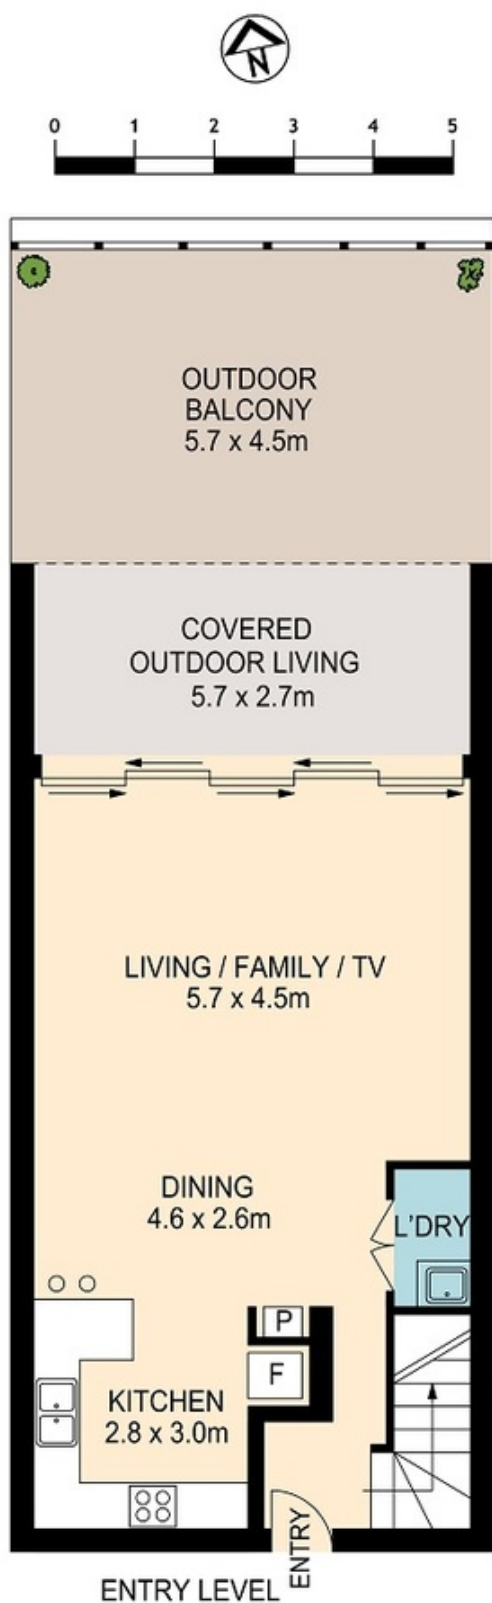 N
0 1 2 3 4 5
OUTDOOR
BALCONY
5.7 x 4.5m
COVERED
OUTDOOR LIVING
5.7 x 2.7m
LIVING / FAMILY / TV
5.7 x 4.5m
DINING
4.6 x 2.6m
L'DRY
P
F
KITCHEN
2.8 x 3.0m
ENTRY
ENTRY LEVEL